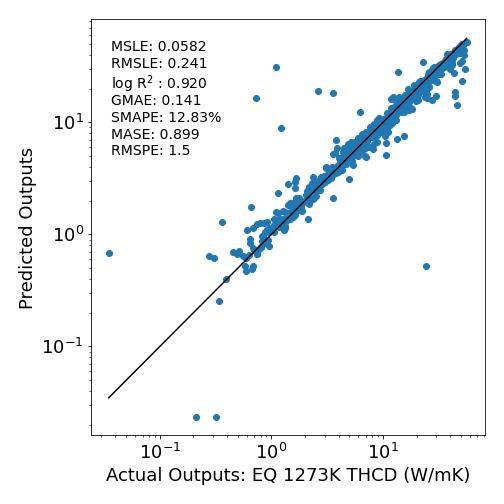 MSLE: 0.0582
RMSLE: 0.241
log R² : 0.920
GMAE: 0.141
SMAPE: 12.83%
MASE: 0.899
RMSPE: 1.5
10¹
10⁰
10⁻¹
10⁻¹ 10⁰ 10¹
Predicted Outputs
Actual Outputs: EQ 1273K THCD (W/mK)